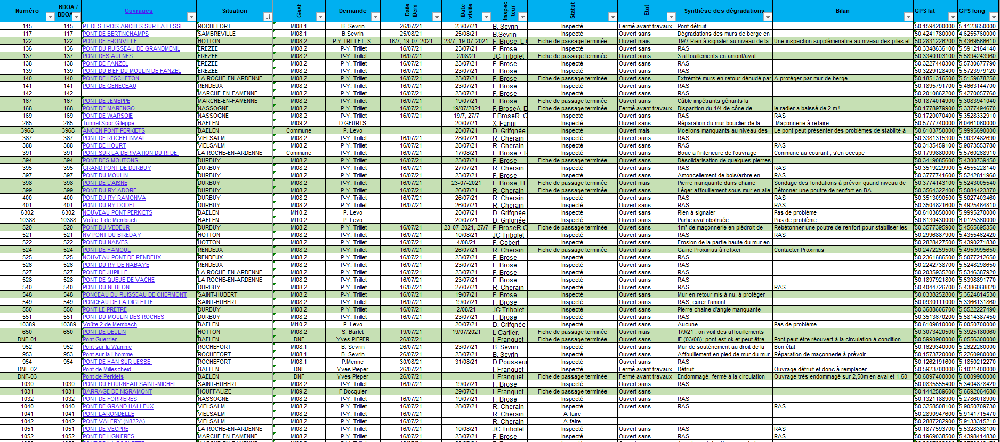 Numéro BDOA / BDOA Ouvrages Situation Gest Demande Date Dem Date visite Inspec teur Statut Etat Synthèse des dégradations Bilan GPS lat GPS long
115 115 PT DES TROIS ARCHES SUR LA LESSE ROCHEFORT MI08.1 B. Sevrin 26/07/21 23/07/21 B. Sevrin Inspecté Fermé avant travaux Pont détruit 50.1594200000 5.1123650000
117 117 PONT DE BERTINCHAMPS SAMBREVILLE MI08.1 B.Sevrin 25/08/21 25/08/21 B.Sevrin Inspecté Ouvert sans Dégradations des murs de berge en 50.4241780000 4.6255760000
122 122 PONT DE FRONVILLE HOTTON MI08.2 P.Y.TRILLET, S. 16/7, 19-07-2021 23/7, 19-07-2021 F. Brose, L Fiche de passage terminée Ouvert mais 19/7 Rien à signaler au niveau de la Une inspection supplémenatire au niveau des piles et 50.2831226200 5.4369566610
136 136 PONT DU RUISSEAU DE GRANDMENIL EREZEE MI08.2 P-Y. Trillet 16/07/21 23/07/21 F. Brose Inspecté Ouvert sans RAS 50.3348636100 5.5912164140
137 137 PONT DES AULNES EREZEE MI08.2 P-Y. Trillet 16/07/21 2/08/21 JC Tribolet Fiche de passage terminée Ouvert sans 3 affouillements en amont/aval 50.3340103100 5.5894243960
138 138 PONT DE FANZEL EREZEE MI08.2 P-Y. Trillet 16/07/21 23/07/21 F. Brose Inspecté Ouvert sans RAS 50.3227440300 5.5730677790
139 139 PONT DU BIEF DU MOULIN DE FANZEL EREZEE MI08.2 P-Y. Trillet 16/07/21 23/07/21 F. Brose Inspecté Ouvert sans RAS 50.3229128400 5.5723979120
140 140 PONT DE LESCHETON LA ROCHE-EN-ARDENNE MI08.2 P-Y. Trillet 16/07/21 23/07/21 F. Brose Fiche de passage terminée Ouvert sans Extrémité murs en retour dénudé par A protéger par mur de berge 50.1851316500 5.5159678250
141 141 PONT DE GENECEAU RENDEUX MI08.2 P-Y. Trillet 16/07/21 23/07/21 F. Brose Inspecté Ouvert sans RAS 50.1895791700 5.4663144700
142 142 MARCHE-EN-FAMENNE MI08.2 P-Y. Trillet 16/07/21 23/07/21 F. Brose Inspecté Ouvert sans RAS 50.2010862200 5.4270057760
167 167 PONT DE JEMEPPE MARCHE-EN-FAMENNE MI08.2 P-Y. Trillet 16/07/21 19/07/21 F. Brose Fiche de passage terminée Ouvert sans Câble impétrants gênants la 50.1874014900 5.3083941040
168 168 PONT DE MARENGO NASSOGNE MI08.2 P-Y. Trillet 16/07/21 19/07/2021 F. BroseA. D Fiche de passage terminée Fermé avant travaux Disparition du 1/4 de cône de le radier a baissé de 2 m ! 50.1778979900 5.3377494670
169 169 PONT DE WARSOIE NASSOGNE MI08.2 P-Y. Trillet 16/07/21 19/7, 27/7 F.BroseR. C Inspecté Ouvert sans RAS RAS 50.1720070400 5.3528332910
265 265 Tunnel Soor Gileppe BAELEN MI09.2 D.GEURTS 20/07/21 X. Fanni Inspecté Ouvert sans Réparation du mur bouclier de la Maçonnerie à refaire 50.5777740000 6.0461060000
3968 3968 ANCIEN PONT PERKIETS BAELEN Commune P. Levo 20/07/21 D. Grifgnée Inspecté Ouvert mais Moellons manquants au niveau des Le pont peut présenter des problèmes de stabilité à 50.6103750000 5.9995690000
387 387 PONT DE ROCHELINVAL VIELSALM MI08.2 P-Y. Trillet 16/07/21 28/07/21 R. Cherain Inspecté Ouvert sans RAS 50.3381315300 5.9032482690
388 388 PONT DE HOURT VIELSALM MI08.2 P-Y. Trillet 16/07/21 28/07/21 R. Cherain Inspecté Ouvert sans RAS RAS 50.3135459100 5.9073553780
391 391 PONT SUR LA DERIVATION DU RI DE LA ROCHE-EN-ARDENNE Commune P-Y. Trillet 16/07/21 17/08/21 F. Brose + R Inspecté Ouvert sans Boue a l'interieure de l'ouvrage Commune au courant ; s'en occupe 50.1799880000 5.5760268910
394 394 PONT DES MOUTONS DURBUY MI08.2 P-Y. Trillet 16/07/21 23/07/21 F. Brose Fiche de passage terminée Ouvert sans Désolidarisation de quelques pierres 50.3419085600 5.4300739450
395 395 GRAND PONT DE DURBUY DURBUY MI08.2 P-Y. Trillet 16/07/21 27/07/21 R. Cherain Inspecté Ouvert sans RAS RAS 50.3519229900 5.4555228140
397 397 PONT DU MOULIN DURBUY MI08.2 P-Y. Trillet 16/07/21 23/07/21 F. Brose Inspecté Ouvert sans Amoncellement de bois/arbre en RAS 50.3777741600 5.5242811960
398 398 PONT DE L'AISNE DURBUY MI08.2 P-Y. Trillet 16/07/21 23-07-2021 F. Brose, I.F Fiche de passage terminée Ouvert mais Pierre manquante dans chaine Sondage des fondations à prévoir quand niveau de 50.3774143100 5.5243005540
399 399 PONT DU RY ADORE DURBUY MI08.2 P-Y. Trillet 16/07/21 26/07/21 R. Cherain Fiche de passage terminée Ouvert sans Léger affouillement sous mur en aile Bétonner une poutre de renfort en BA 50.3564322400 5.5084423370
400 400 PONT DU RY RAMONVA DURBUY MI08.2 P-Y. Trillet 16/07/21 26/07/21 R. Cherain Inspecté Ouvert sans RAS 50.3513090500 5.5027403460
401 401 PONT DU RY DODET DURBUY MI08.2 P-Y. Trillet 16/07/21 26/07/21 R. Cherain Inspecté Ouvert sans RAS 50.3504821600 5.4925464810
6302 6302 NOUVEAU PONT PERKIETS BAELEN MI10.2 P. Levo 20/07/21 D. Grifgnée Inspecté Ouvert sans Rien à signaler Pas de problème 50.6103850000 5.9995270000
10388 10388 Voûte 1 de Membach BAELEN MI10.2 P. Levo 20/07/21 D. Grifgnée Inspecté Ouvert sans Partie aval obstruée Pas de problème 50.6130430000 6.0125360000
520 520 PONT DU VEDEUR DURBUY MI08.2 P-Y. Trillet 16/07/21 23-07-2021, 27/7 F. BroseR.C Fiche de passage terminée Ouvert sans 1m² de maçonnerie en piédroit de Rebétonner une poutre de renfort pour stabiliser les 50.3577395900 5.4565695350
521 521 NV PONT DU BIREDAY HOTTON MI08.2 P-Y. Trillet 16/07/21 10/08/21 JC Tribolet Inspecté Ouvert sans RAS RAS 50.2996887900 5.4355462420
522 522 PONT DU NAIVES HOTTON MI08.2 P-Y. Trillet 16/07/21 4/08/21 F. Gobert Inspecté Ouvert sans Erosion de la partie haute du mur en 50.2828427500 5.4390271830
524 524 PONT DE HAMOUL RENDEUX MI08.2 P-Y. Trillet 16/07/21 26/07/21 R. Cherain Fiche de passage terminée Ouvert sans Gaine Proximus à refixer Contacter Proximus 50.2472259500 5.4950995650
525 525 NOUVEAU PONT DE RENDEUX RENDEUX MI08.2 P-Y. Trillet 16/07/21 23/07/21 F. Brose Inspecté Ouvert sans RAS 50.2361686500 5.5077212650
526 526 PONT DU RY DE NABAYE RENDEUX MI08.2 P-Y. Trillet 16/07/21 23/07/21 F. Brose Inspecté Ouvert sans RAS 50.2242738700 5.5248298650
527 527 PONT DE JUPILLE LA ROCHE-EN-ARDENNE MI08.2 P-Y. Trillet 16/07/21 23/07/21 F. Brose Inspecté Ouvert sans RAS 50.2035935200 5.5346387920
528 528 PONT DE QUEUE DE VACHE LA ROCHE-EN-ARDENNE MI08.2 P-Y. Trillet 16/07/21 23/07/21 F. Brose Inspecté Ouvert sans RAS 50.1897921800 5.5398891770
540 540 PONT DU NEBLON DURBUY MI08.2 P-Y. Trillet 16/07/21 27/07/21 R. Cherain Inspecté Ouvert sans RAS RAS 50.4044726700 5.4386068820
548 548 PONCEAU DU RUISSEAU DE CHERMONT SAINT-HUBERT MI08.2 P-Y. Trillet 16/07/21 19/07/21 F. Brose Inspecté Ouvert sans Mur en retour mis à nu, à protéger 50.0338252800 5.3624814530
549 549 PONCEAU DE LA DIGLETTE SAINT-HUBERT MI08.2 P-Y. Trillet 16/07/21 19/07/21 F. Brose Inspecté Ouvert sans RAS, curer l'amont 50.0930111000 5.3366131860
550 550 PONT LE PRETRE DURBUY MI08.2 P-Y. Trillet 16/07/21 2/08/21 JC Tribolet Inspecté Ouvert sans Pierre chaine d'angle manquante 50.3688606700 5.5522227490
551 551 PONT DU MOULIN DES ROCHES DURBUY MI08.2 P-Y. Trillet 16/07/21 23/07/21 F. Brose Inspecté Ouvert sans RAS 50.3513670200 5.5814387450
10389 10389 Voûte 2 de Membach BAELEN MI10.2 P. Levo 20/07/21 D. Grifgnée Inspecté Ouvert sans Aucune Pas de problème 50.6109810000 6.0050700000
650 650 PONT DE DEULIN HOTTON MI08.2 S. Barlet 19/07/21 19/07/2021 L Carlier. Fiche de passage terminée Ouvert mais 1/9/21 : on voit des affouillements 50.3073420500 5.3925180060
DNF-01 Pont Guerrier BAELEN DNF Yves PIEPER 26/07/21 I. Franquet Fiche de passage terminée Ouvert sans IF (03/08): pont est ok et peut être Pont peut être réouvert à la circulation à condition 50.5990900000 6.0556300000
952 952 Pont sur la Wamme ROCHEFORT MI08.1 B. Sevrin 26/07/21 23/07/21 B. Sevrin Inspecté Ouvert sans Mur de soutènement au droit de la Bon état 50.1629340000 5.2622260000
953 953 Pont sur la Lhomme ROCHEFORT MI08.1 B. Sevrin 26/07/21 23/07/21 B. Sevrin Inspecté Ouvert sans Affouillement en pied de mur du mur Réparation de maçonnerie à prévoir 50.1573720000 5.2260980000
954 954 PONT DE HAN SUR LESSE ROCHEFORT MI08.1 P.Menne 30/08/21 31/08/21 D.Pousseur Inspecté Ouvert sans RAS 50.1262191600 5.1850212270
DNF-02 Pont de Millescheid BAELEN DNF Yves Pieper 26/07/21 I. Franquet Inspecté Fermé avant travaux Détruit Ouvrage détruit et donc à remplacer 50.5923700000 6.1021400000
DNF-03 Pont de Perkiets BAELEN DNF Yves Pieper 26/07/21 I. Franquet Fiche de passage terminée Fermé avant travaux Endommagé, fermé à la circulation Ouvrage très endommagé sur 2,50m en aval et 1,60 50.6097400000 6.0009900000
1030 1030 PONT DU FOURNEAU SAINT-MICHEL SAINT-HUBERT MI08.2 P-Y. Trillet 16/07/21 19/07/21 F. Brose Inspecté Ouvert sans RAS 50.0835555400 5.3404878420
1031 1031 BARRAGE DE NISRAMONT HOUFFALIZE MI09.2 F.Docquier 29/07/21 I. Franquet Fiche de passage terminée Ouvert sans 50.1442589600 5.6692064680
1032 1032 PONT DE FORRIERES NASSOGNE MI08.2 P-Y. Trillet 16/07/21 19/07/21 F. Brose Inspecté Ouvert sans RAS 50.1321188900 5.2786018900
1040 1040 PONT DE GRAND HALLEUX VIELSALM MI08.2 P-Y. Trillet 16/07/21 28/07/21 R. Cherain Inspecté Ouvert sans RAS RAS 50.3258508100 5.9050709730
1041 1041 PONT LARONDELLE VIELSALM MI08.2 P-Y. Trillet 16/07/21 R. Cherain A faire 50.2890947600 5.9141715470
1042 1042 PONT VALERY (N822A) VIELSALM MI08.2 P-Y. Trillet 16/07/21 R. Cherain A faire 50.2887282900 5.9133315210
1051 1051 PONT DE VECPRE LA ROCHE-EN-ARDENNE MI08.2 P-Y. Trillet 16/07/21 10/08/21 JC Tribolet Inspecté Ouvert sans RAS RAS 50.1877593700 5.5328368100
1052 1052 PONT DE LIGNIERES MARCHE-EN-FAMENNE MI08.2 P-Y. Trillet 16/07/21 23/07/21 F. Brose Inspecté Ouvert sans RAS RAS 50.1969038500 5.4398414830